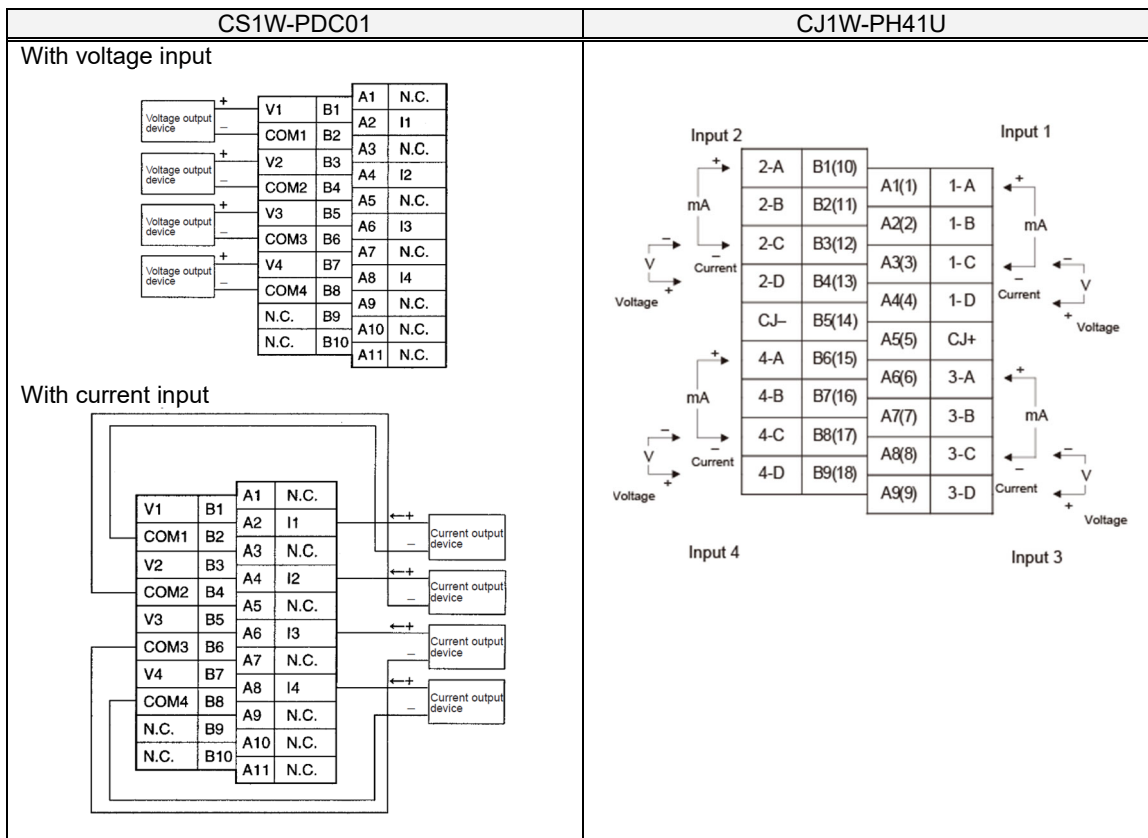 CS1W-PDC01
CJ1W-PH41U
With voltage input
Voltage output
device
+
−
Voltage output
device
+
−
Voltage output
device
+
−
Voltage output
device
+
−
V1 B1
COM1 B2
V2 B3
COM2 B4
V3 B5
COM3 B6
V4 B7
COM4 B8
N.C. B9
N.C. B10
A1 N.C.
A2 I1
A3 N.C.
A4 I2
A5 N.C.
A6 I3
A7 N.C.
A8 I4
A9 N.C.
A10 N.C.
A11 N.C.
With current input
V1 B1
COM1 B2
V2 B3
COM2 B4
V3 B5
COM3 B6
V4 B7
COM4 B8
N.C. B9
N.C. B10
A1 N.C.
A2 I1
A3 N.C.
A4 I2
A5 N.C.
A6 I3
A7 N.C.
A8 I4
A9 N.C.
A10 N.C.
A11 N.C.
←+
−
Current output
device
←+
−
Current output
device
←+
−
Current output
device
←+
−
Current output
device
Input 2
+
mA
−
Current
−
V
+
Voltage
2-A B1(10)
2-B B2(11)
2-C B3(12)
2-D B4(13)
CJ– B5(14)
4-A B6(15)
4-B B7(16)
4-C B8(17)
4-D B9(18)
+
mA
−
Current
−
V
+
Voltage
Input 4
Input 1
A1(1) 1-A
A2(2) 1-B
A3(3) 1-C
A4(4) 1-D
A5(5) CJ+
A6(6) 3-A
A7(7) 3-B
A8(8) 3-C
A9(9) 3-D
+
mA
−
Current
−
V
+
Voltage
+
mA
−
Current
−
V
+
Voltage
Input 3